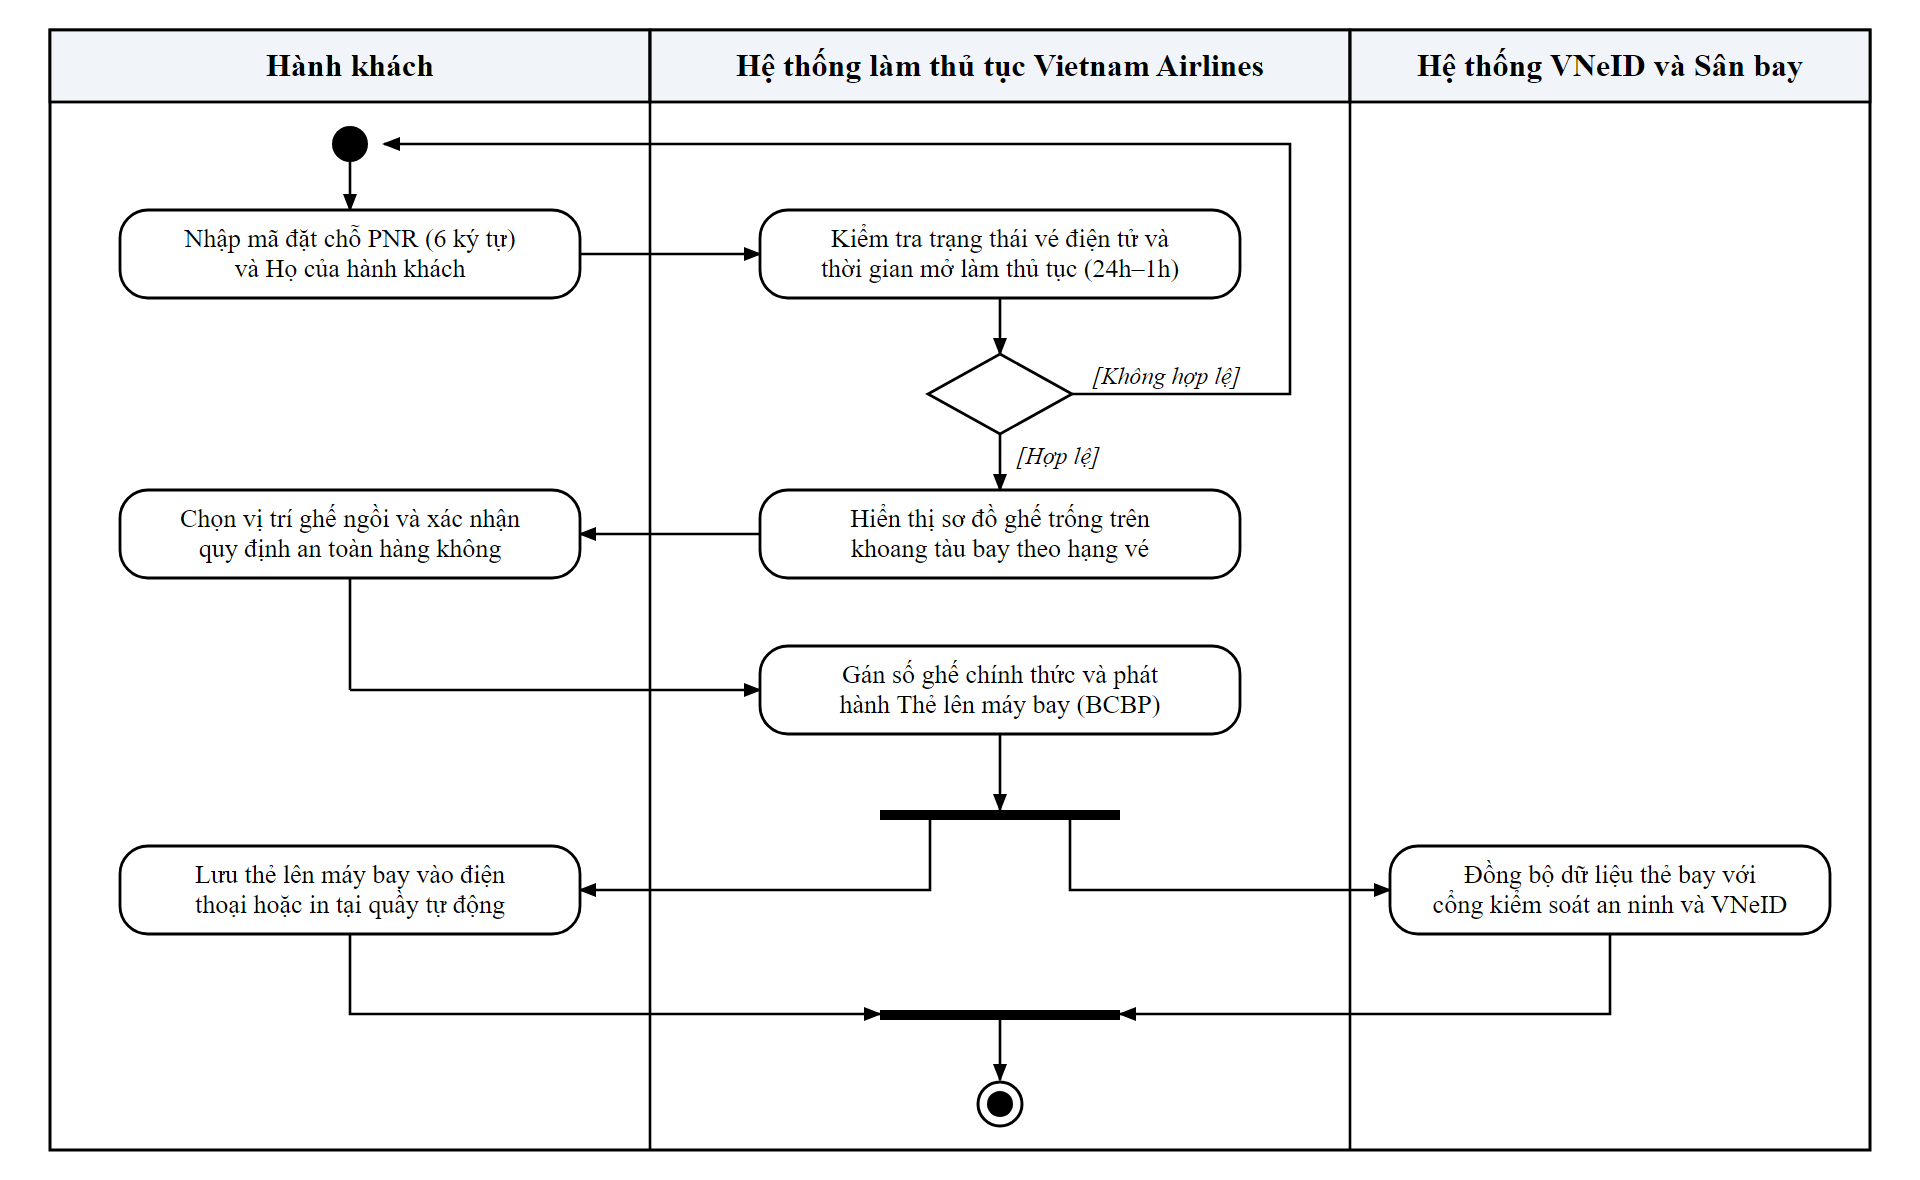 Hành khách
Hệ thống làm thủ tục Vietnam Airlines
Hệ thống VNeID và Sân bay
Nhập mã đặt chỗ PNR (6 ký tự)
và Họ của hành khách
Kiểm tra trạng thái vé điện tử và
thời gian mở làm thủ tục (24h–1h)
[Không hợp lệ]
[Hợp lệ]
Chọn vị trí ghế ngồi và xác nhận
quy định an toàn hàng không
Hiển thị sơ đồ ghế trống trên
khoang tàu bay theo hạng vé
Gán số ghế chính thức và phát
hành Thẻ lên máy bay (BCBP)
Lưu thẻ lên máy bay vào điện
thoại hoặc in tại quầy tự động
Đồng bộ dữ liệu thẻ bay với
cổng kiểm soát an ninh và VNeID